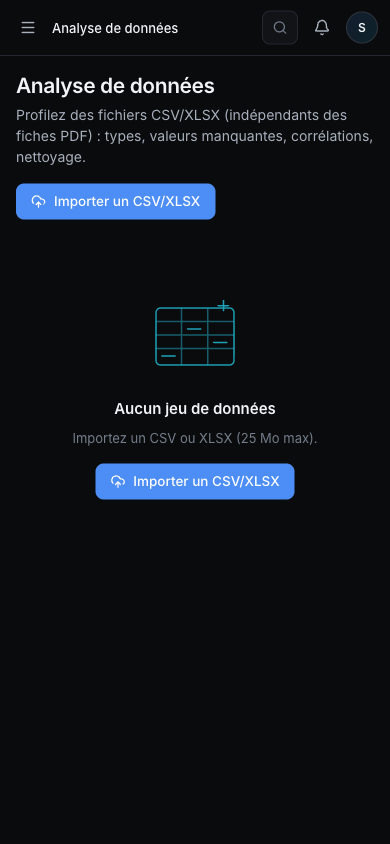 Analyse de données
S
Analyse de données
Profilez des fichiers CSV/XLSX (indépendants des
fiches PDF) : types, valeurs manquantes, corrélations,
nettoyage.
Importer un CSV/XLSX
Aucun jeu de données
Importez un CSV ou XLSX (25 Mo max).
Importer un CSV/XLSX